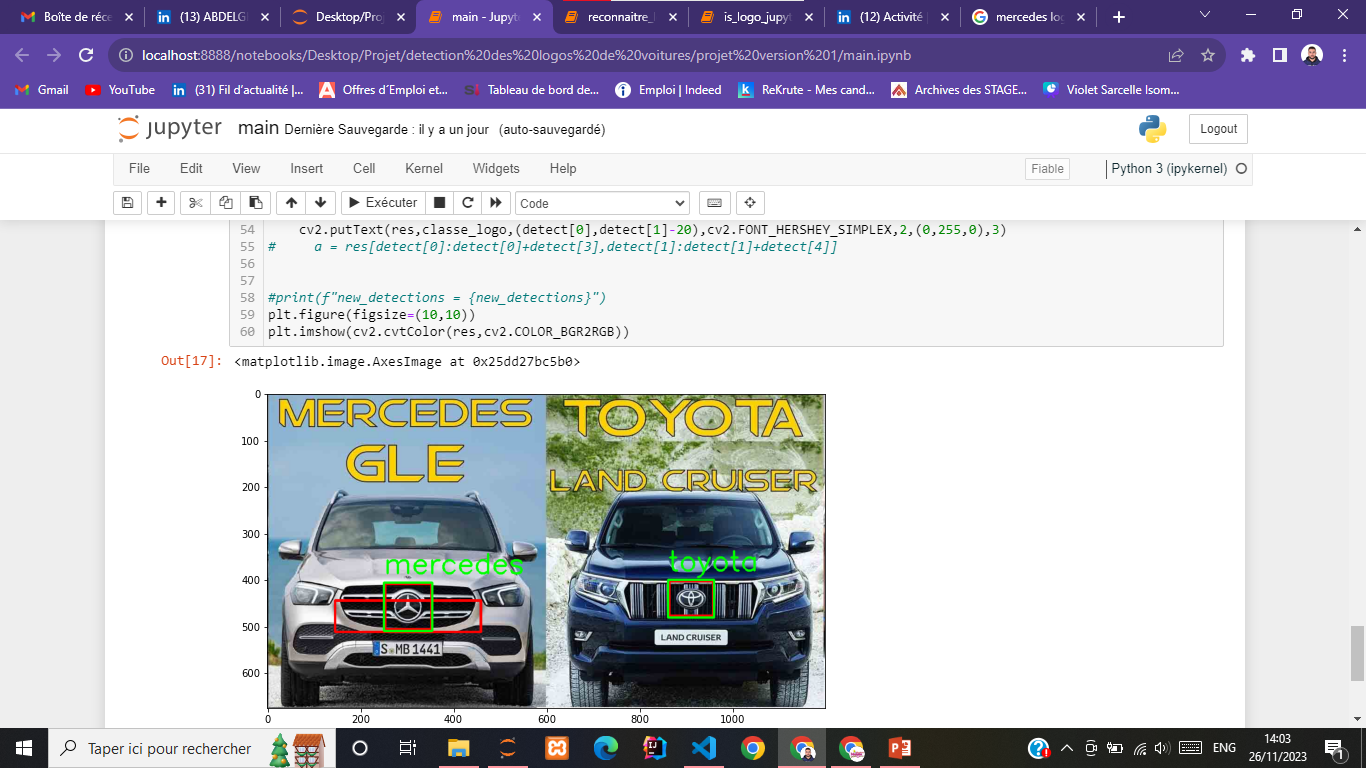 Boîte de réce
(13) ABDELGI
Desktop/Proj
main - Jupyt
reconnaitre_l
is_logo_jupyt
(12) Activité
mercedes log
localhost:8888/notebooks/Desktop/Projet/detection%20des%20logos%20de%20voitures/projet%20version%201/main.ipynb
Gmail
YouTube
(31) Fil d'actualité |...
Offres d'Emploi et...
Tableau de bord de...
Emploi | Indeed
ReKrute - Mes cand...
Archives des STAGE...
Violet Sarcelle Isom...
jupyter main Dernière Sauvegarde : il y a un jour (auto-sauvegardé)
Logout
File Edit View Insert Cell Kernel Widgets Help
Fiable
Python 3 (ipykernel)
Exécuter
Code
54 cv2.putText(res,classe_logo,(detect[0],detect[1]-20),cv2.FONT_HERSHEY_SIMPLEX,2,(0,255,0),3)
55 # a = res[detect[0]:detect[0]+detect[3],detect[1]:detect[1]+detect[4]]
56
57
58 #print(f"new_detections = {new_detections}")
59 plt.figure(figsize=(10,10))
60 plt.imshow(cv2.cvtColor(res,cv2.COLOR_BGR2RGB))
Out[17]: <matplotlib.image.AxesImage at 0x25dd27bc5b0>
0
100
200
300
400
500
600
MERCEDES
GLE
TOYOTA
LAND CRUISER
mercedes
toyota
S MB 1441
LAND CRUISER
0 200 400 600 800 1000
Taper ici pour rechercher
ENG
14:03
26/11/2023
1